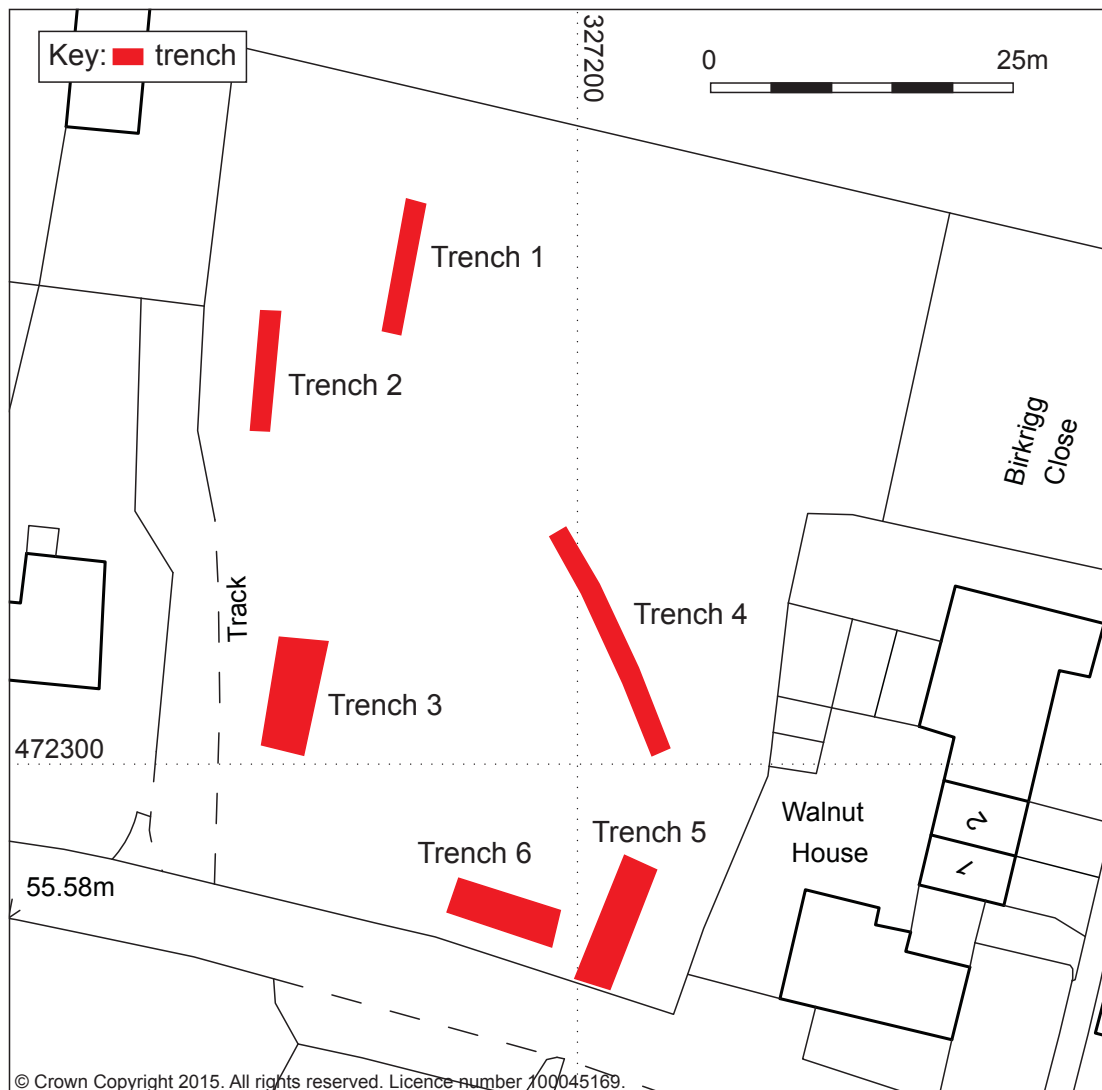 Key: trench
327200
0 25m
Trench 1
Trench 2
Birkrigg
Close
Track
Trench 4
Trench 3
472300
Walnut
House
2
1
Trench 5
Trench 6
55.58m
© Crown Copyright 2015. All rights reserved. Licence number 100045169.